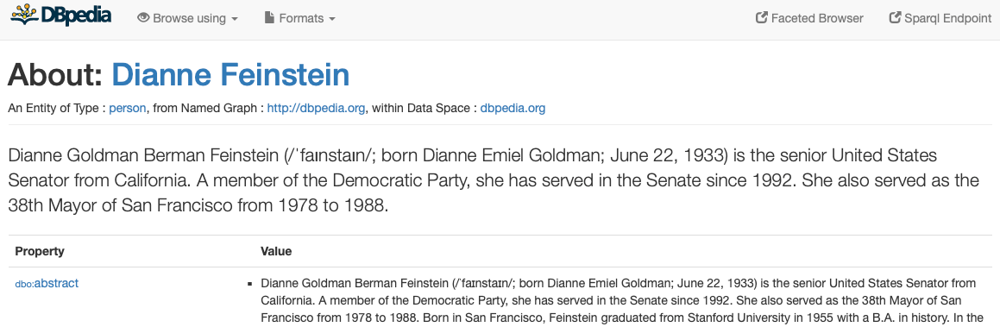 DBpedia Browse using Formats Faceted Browser Sparql Endpoint
About: Dianne Feinstein
An Entity of Type : person, from Named Graph : http://dbpedia.org, within Data Space : dbpedia.org
Dianne Goldman Berman Feinstein (/ˈfaɪnstaɪn/; born Dianne Emiel Goldman; June 22, 1933) is the senior United States
Senator from California. A member of the Democratic Party, she has served in the Senate since 1992. She also served as the
38th Mayor of San Francisco from 1978 to 1988.
Property Value
dbo:abstract ▪ Dianne Goldman Berman Feinstein (/ˈfaɪnstaɪn/; born Dianne Emiel Goldman; June 22, 1933) is the senior United States Senator from
California. A member of the Democratic Party, she has served in the Senate since 1992. She also served as the 38th Mayor of San
Francisco from 1978 to 1988. Born in San Francisco, Feinstein graduated from Stanford University in 1955 with a B.A. in history. In the